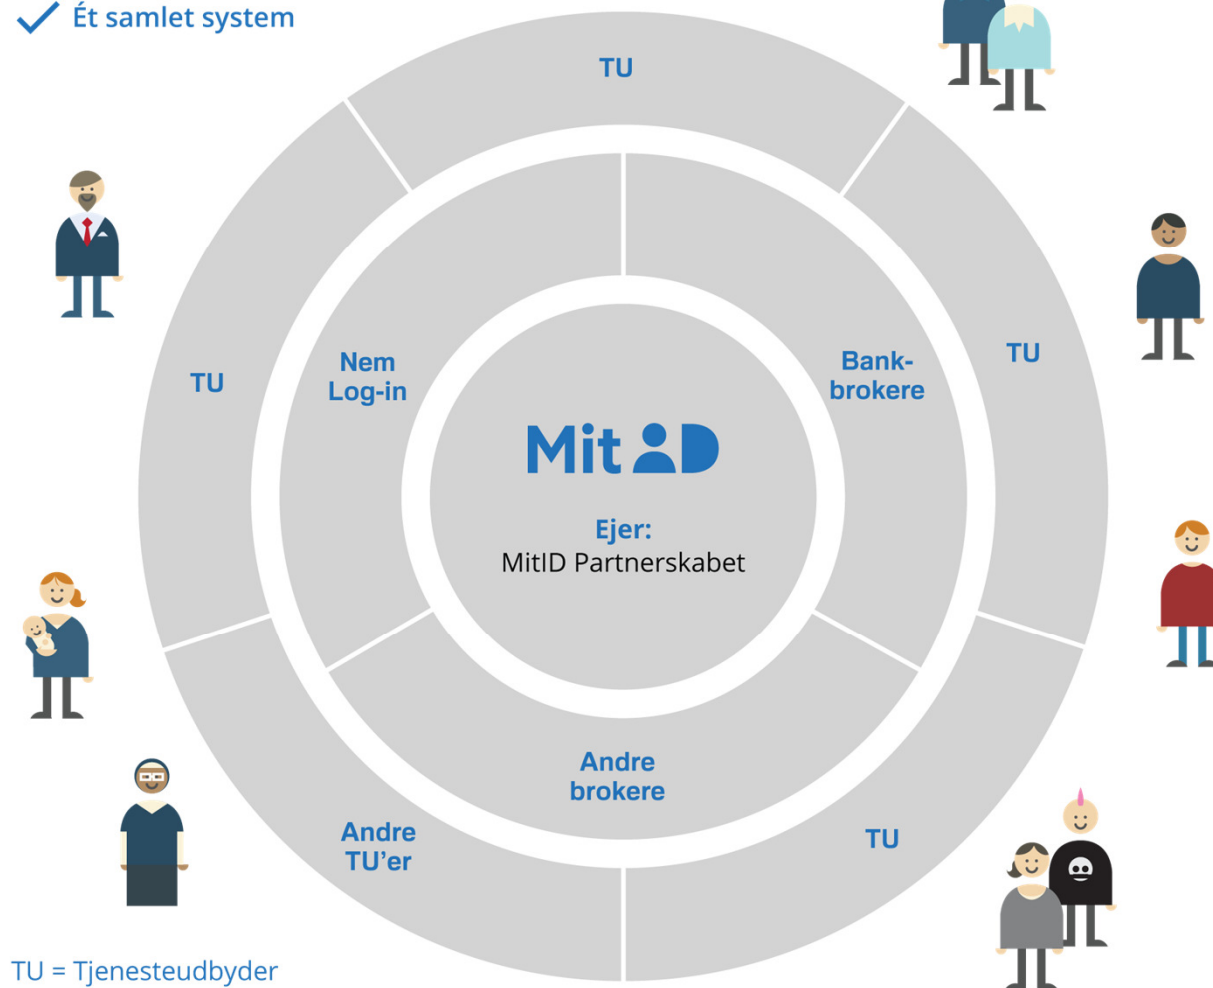 Ét samlet system
TU
TU
TU
Nem
Log-in
Bank-
brokere
MitID
Ejer:
MitID Partnerskabet
Andre
brokere
Andre
TU’er
TU
TU = Tjenesteudbyder